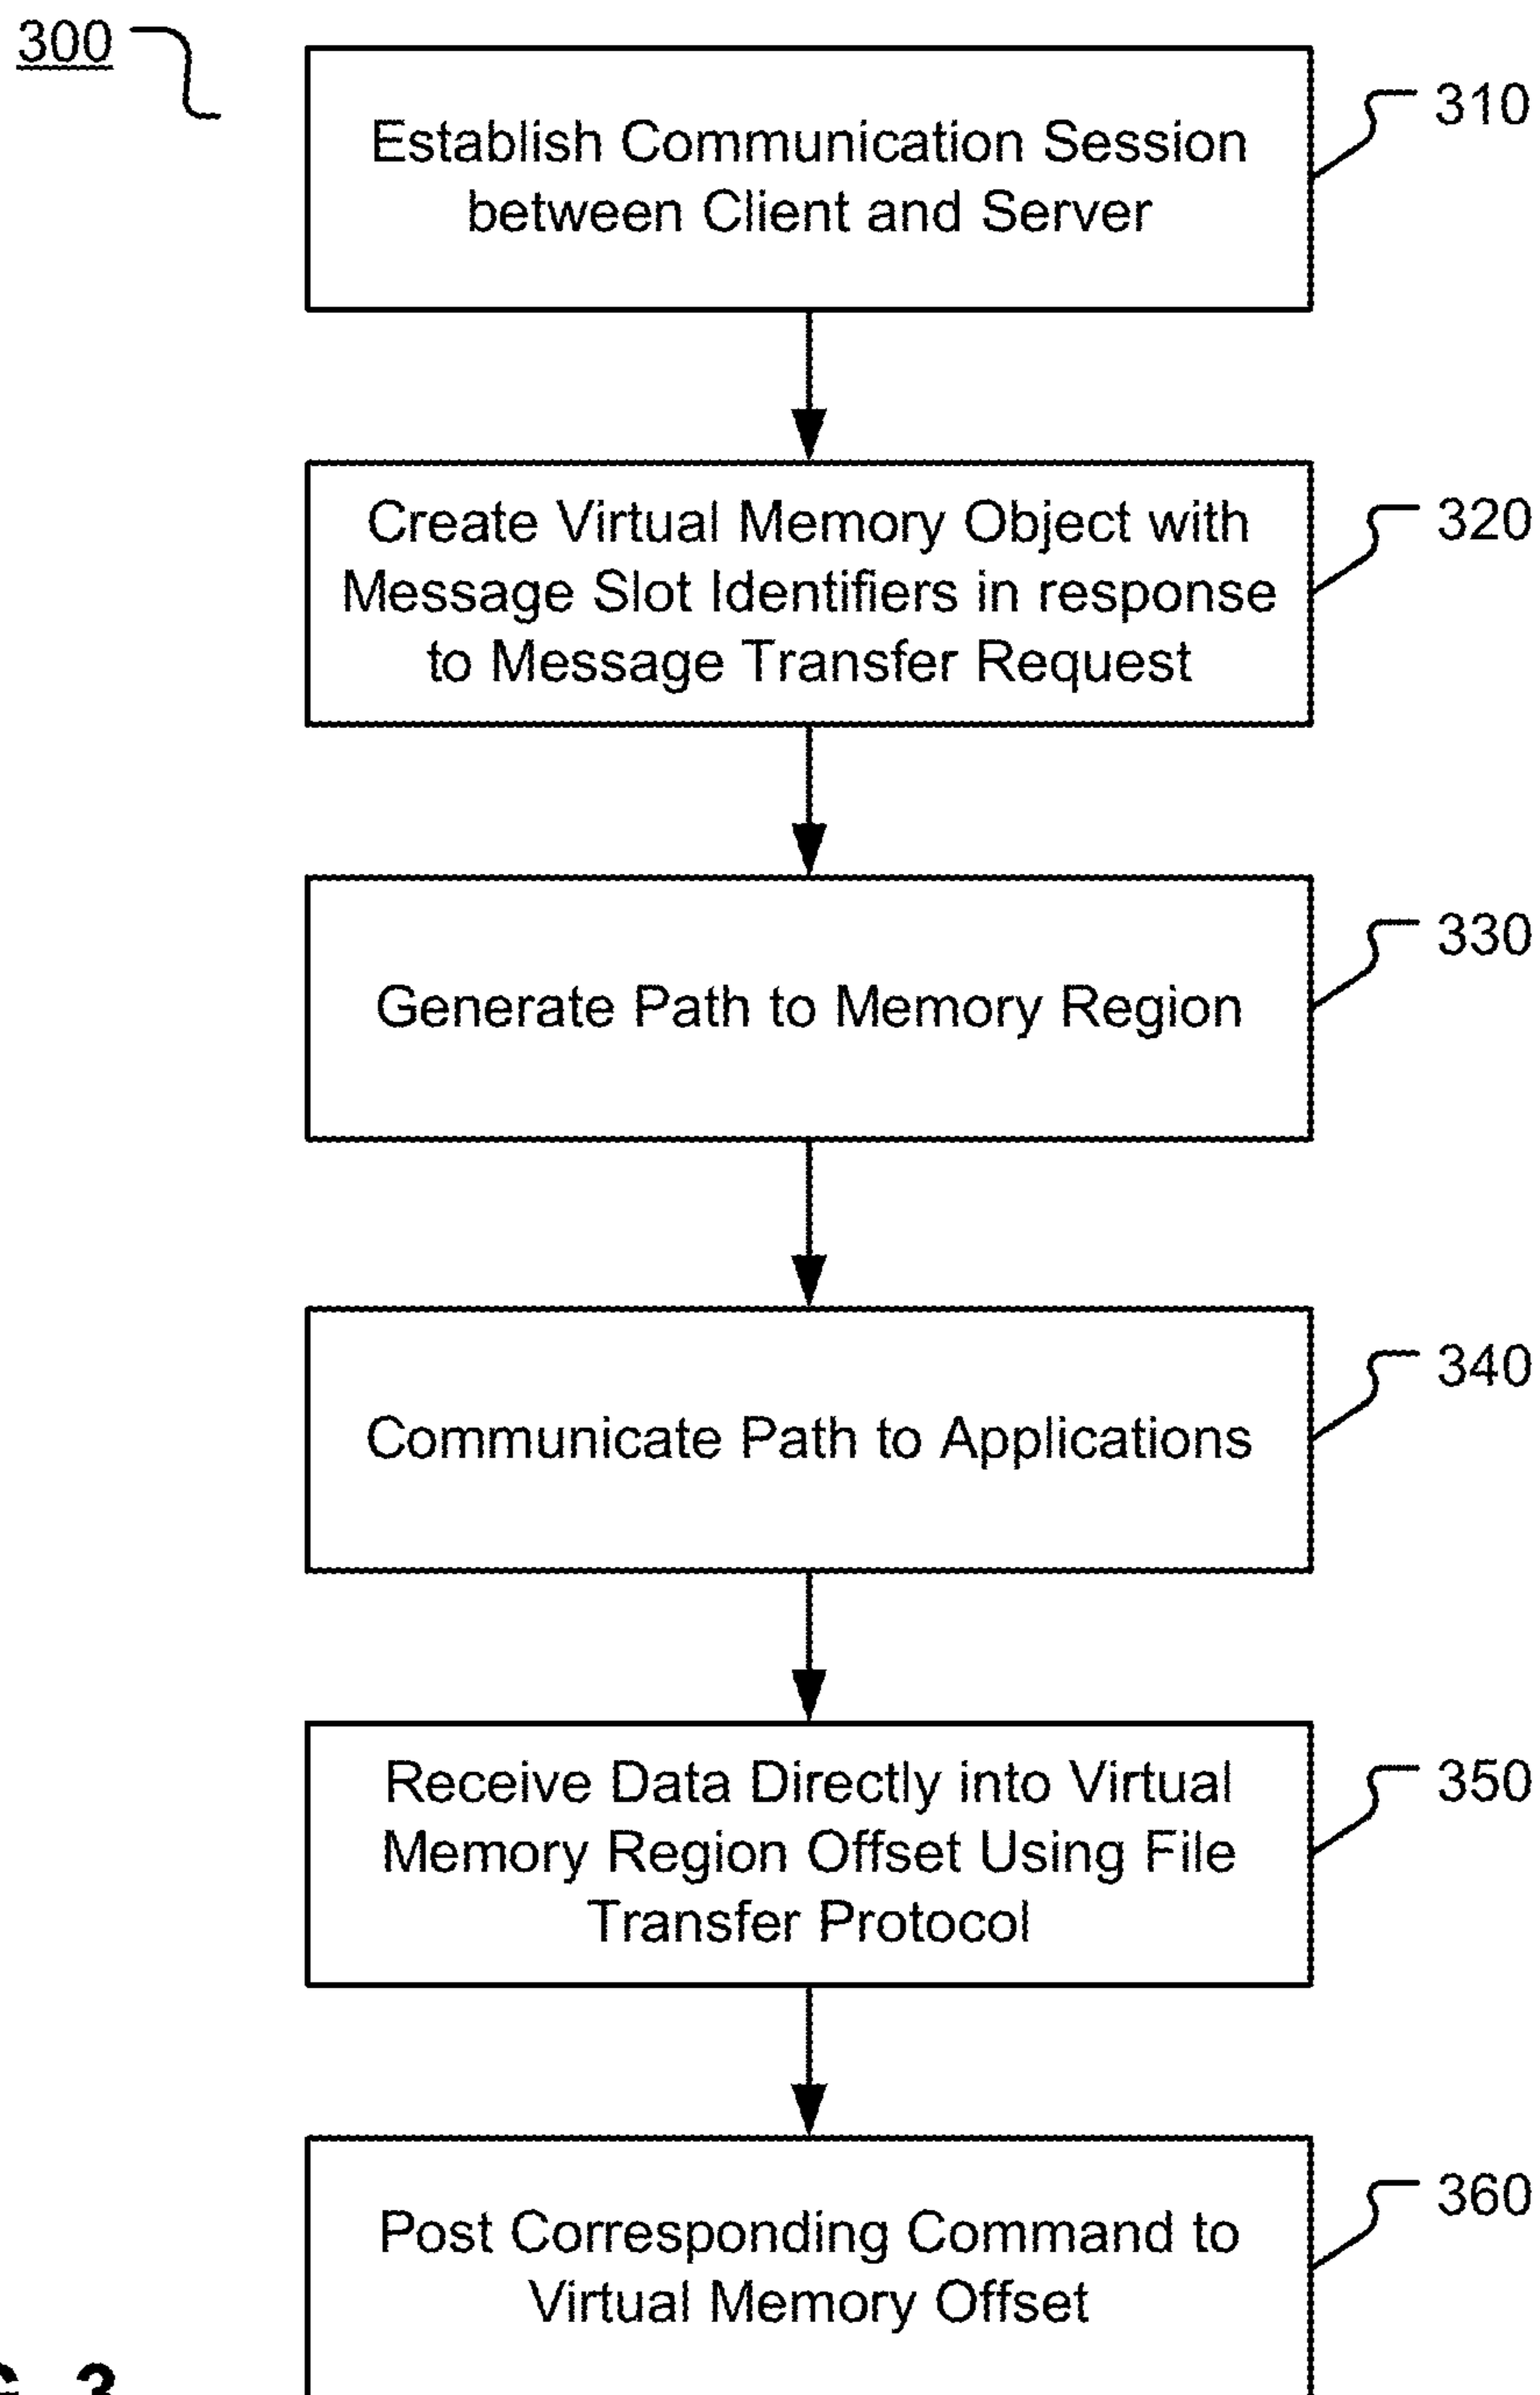 300
310
Establish Communication Session
between Client and Server
320
Create Virtual Memory Object with
Message Slot Identifiers in response
to Message Transfer Request
330
Generate Path to Memory Region
340
Communicate Path to Applications
350
Receive Data Directly into Virtual
Memory Region Offset Using File
Transfer Protocol
360
Post Corresponding Command to
Virtual Memory Offset